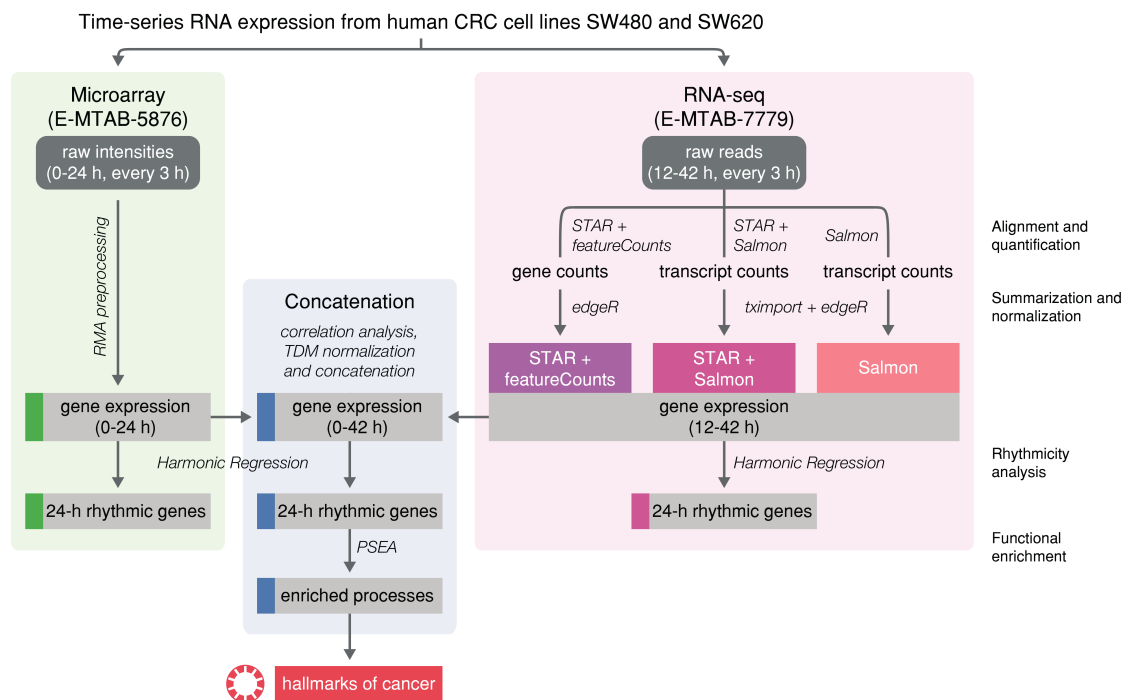 Time-series RNA expression from human CRC cell lines SW480 and SW620
Microarray
(E-MTAB-5876)
raw intensities
(0-24 h, every 3 h)
RMA preprocessing
gene expression
(0-24 h)
Harmonic Regression
24-h rhythmic genes
Concatenation
correlation analysis,
TDM normalization
and concatenation
gene expression
(0-42 h)
24-h rhythmic genes
PSEA
enriched processes
hallmarks of cancer
RNA-seq
(E-MTAB-7779)
raw reads
(12-42 h, every 3 h)
STAR +
featureCounts
STAR +
Salmon
Salmon
gene counts
transcript counts
transcript counts
edgeR
tximport + edgeR
STAR +
featureCounts
STAR +
Salmon
Salmon
gene expression
(12-42 h)
Harmonic Regression
24-h rhythmic genes
Alignment and
quantification
Summarization and
normalization
Rhythmicity
analysis
Functional
enrichment